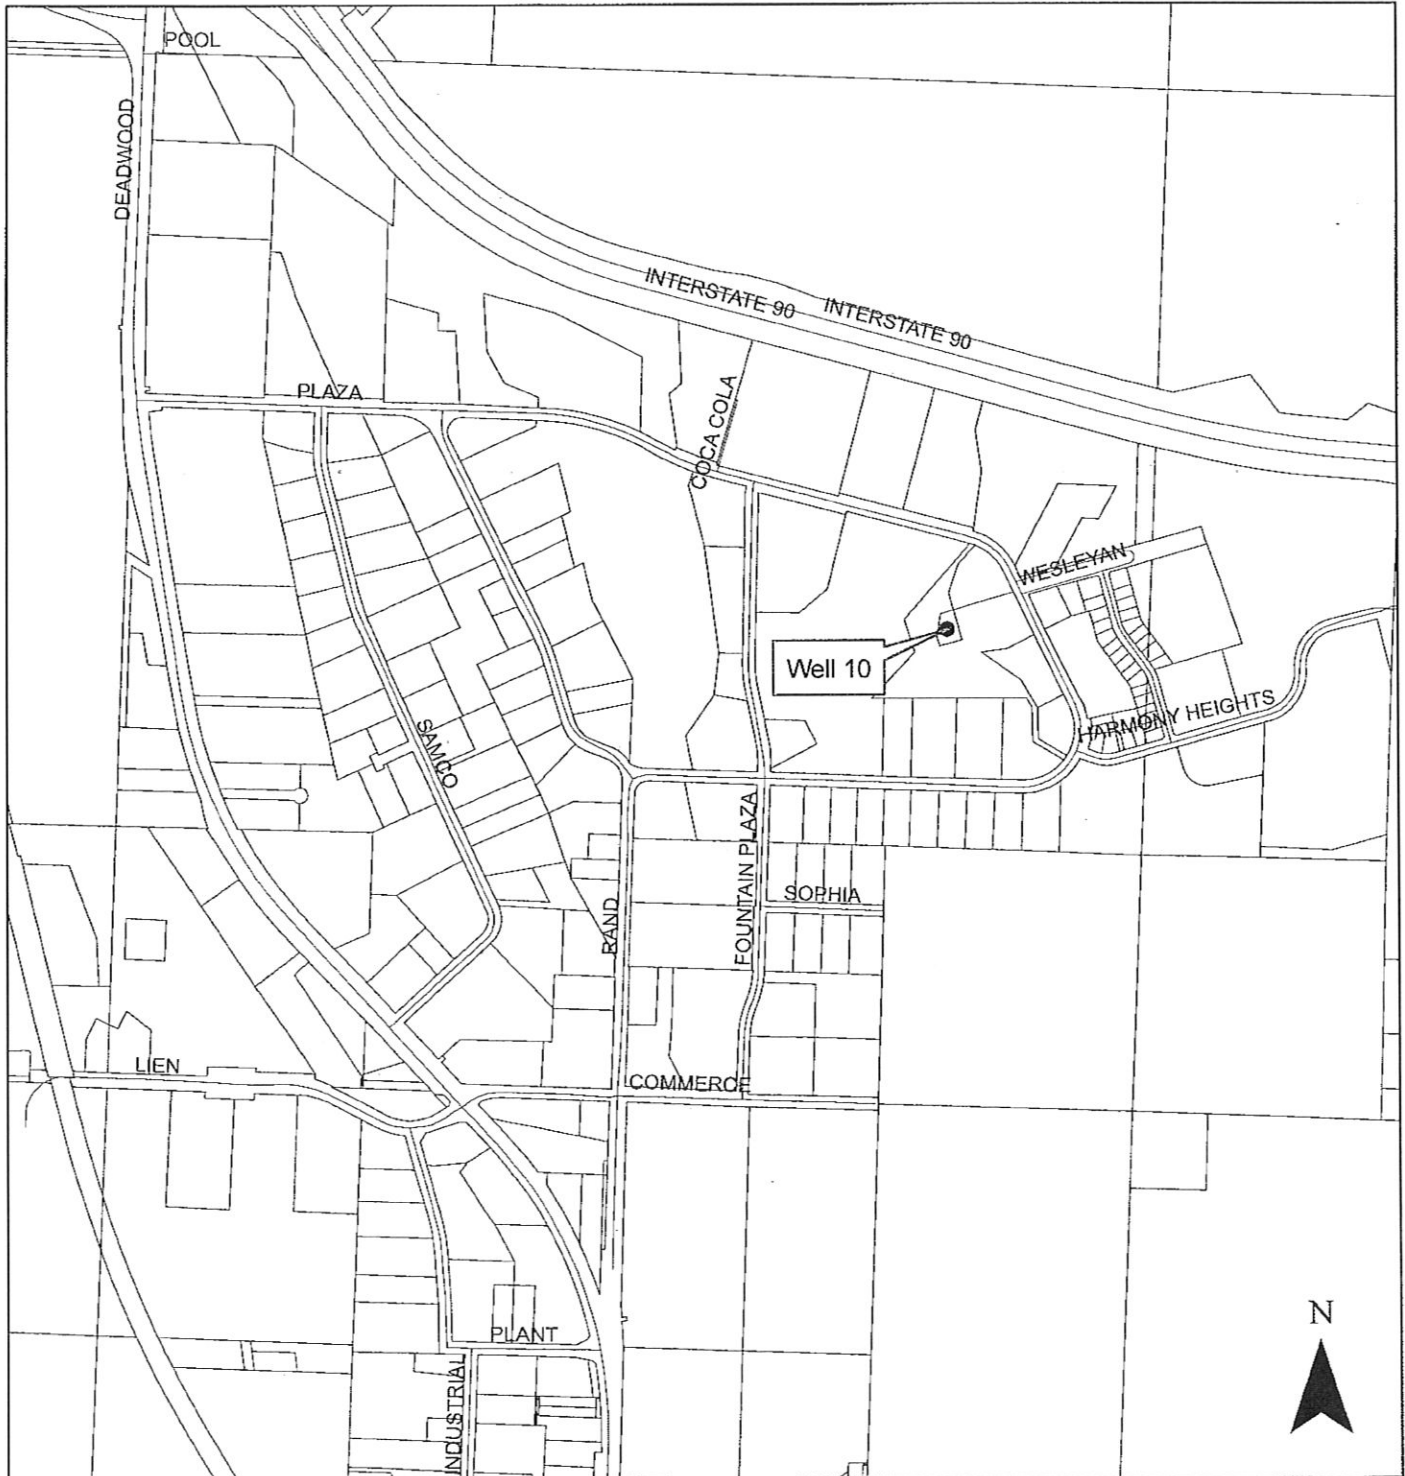 POOL
DEADWOOD
INTERSTATE 90
INTERSTATE 90
PLAZA
COCA COLA
WESLEYAN
Well 10
HARMONY HEIGHTS
SAMCO
FOUNTAIN PLAZA
SOPHIA
RAND
LIEN
COMMERCE
N
PLANT
INDUSTRIAL